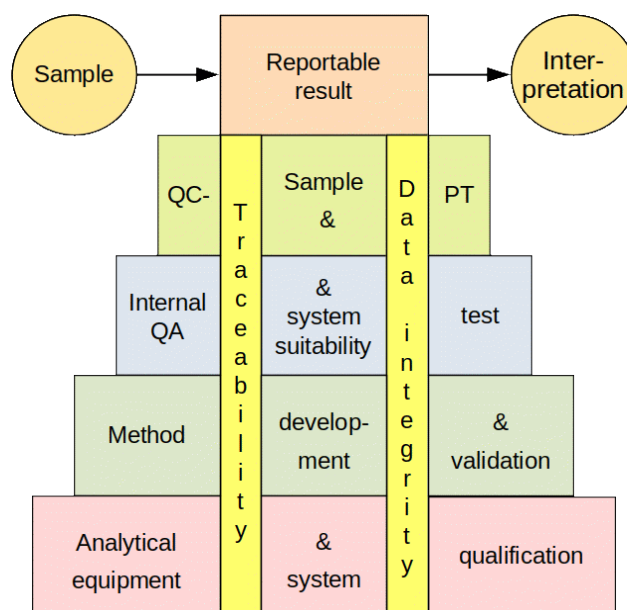 Sample
Reportable
result
Inter-
pretation
QC-
Sample
&
PT
Internal
QA
&
system
suitability
test
Method
develop-
ment
&
validation
Analytical
equipment
&
system
qualification
Traceability
Data integrity